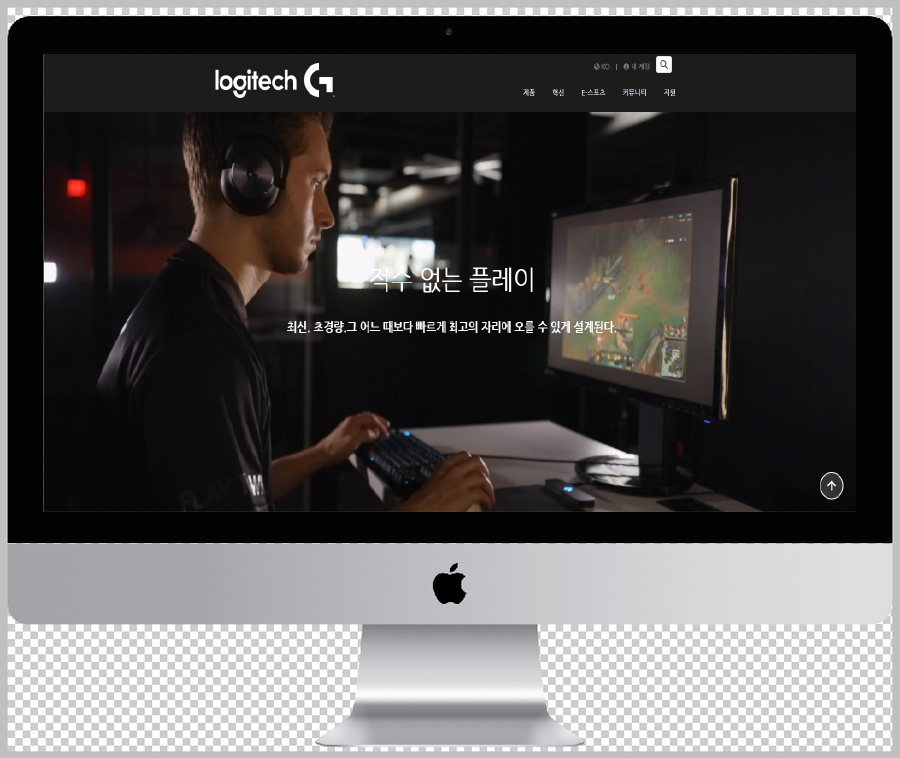 logitech G
KO | 내 계정
제품 혁신 E-스포츠 커뮤니티 지원
적수 없는 플레이
최신, 초경량,그 어느 때보다 빠르게 최고의 자리에 오를 수 있게 설계된다.